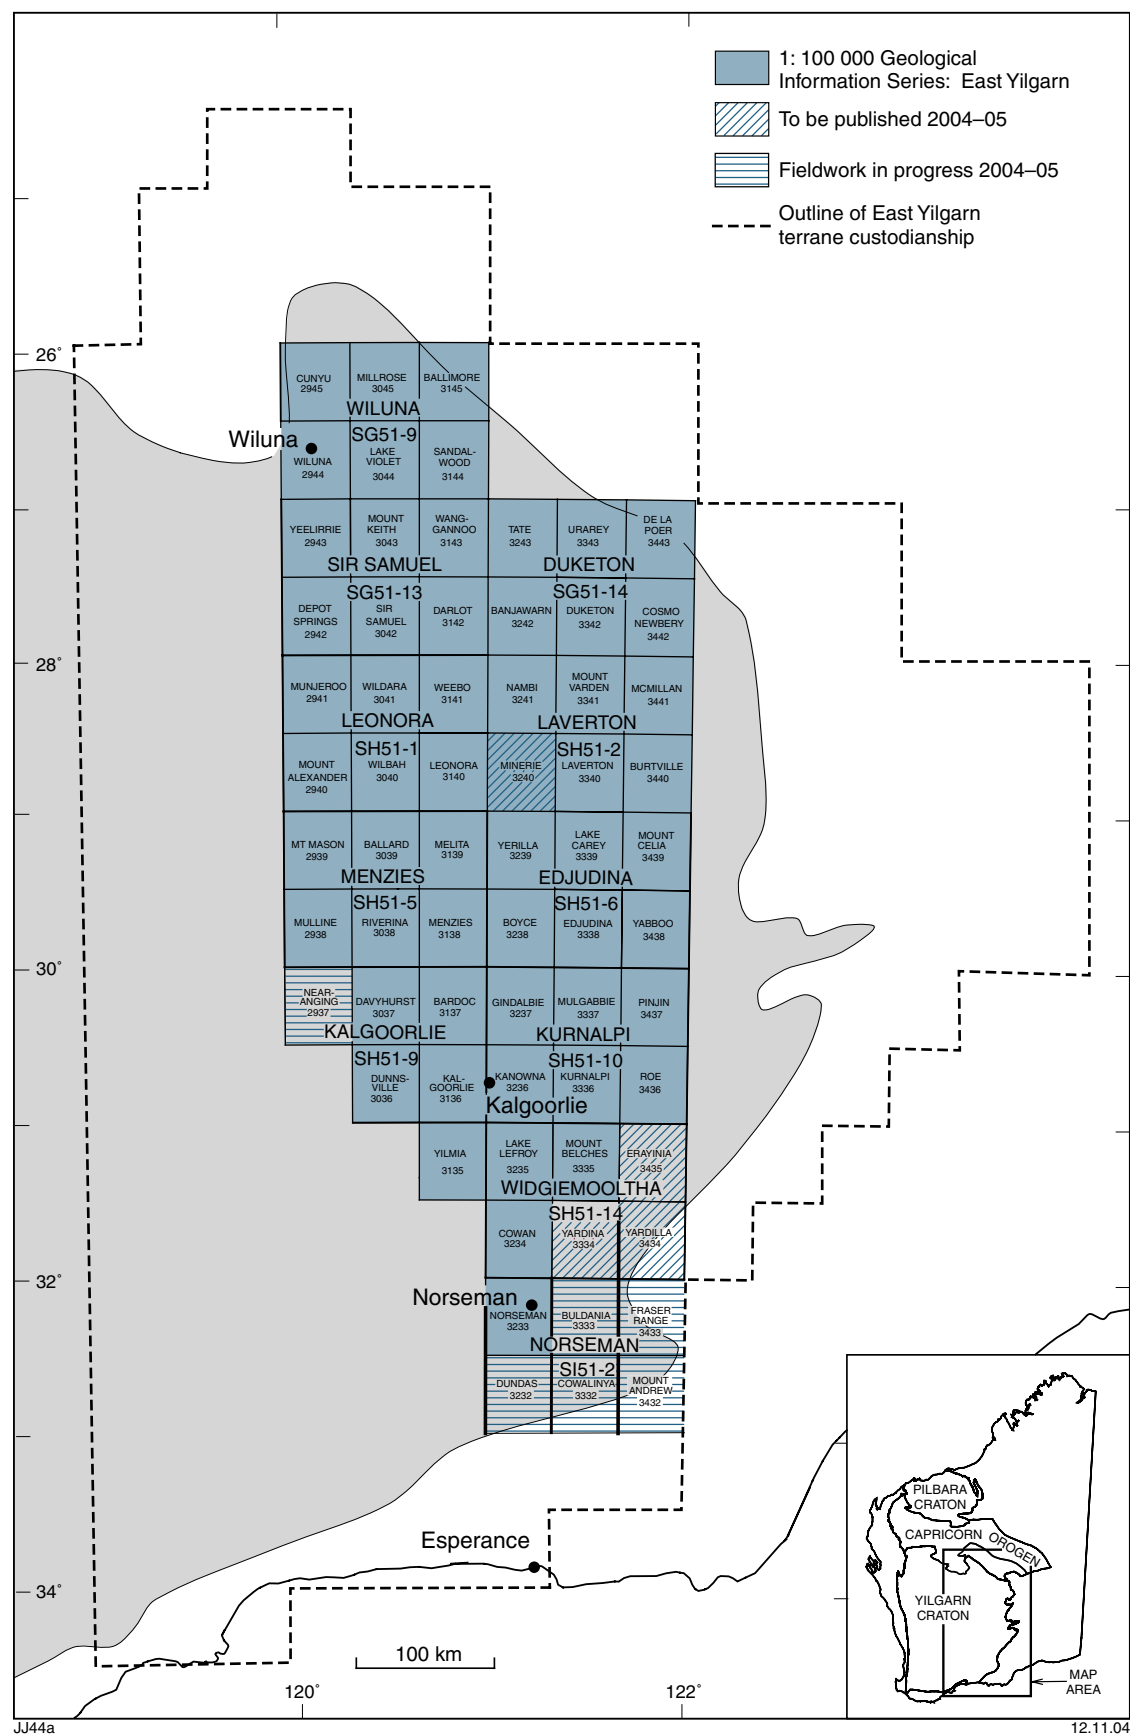 1: 100 000 Geological
Information Series: East Yilgarn
To be published 2004–05
Fieldwork in progress 2004–05
Outline of East Yilgarn
terrane custodianship
26°
CUNYU
2945
MILLROSE
3045
BALLIMORE
3145
WILUNA
Wiluna
SG51-9
WILUNA
2944
LAKE
VIOLET
3044
SANDAL-
WOOD
3144
YEELIRRIE
2943
MOUNT
KEITH
3043
WANG-
GANNOO
3143
TATE
3243
URAREY
3343
DE LA
POER
3443
SIR SAMUEL
DUKETON
SG51-13
SG51-14
DEPOT
SPRINGS
2942
SIR
SAMUEL
3042
DARLOT
3142
BANJAWARN
3242
DUKETON
3342
COSMO
NEWBERY
3442
28°
MUNJEROO
2941
WILDARA
3041
WEEBO
3141
NAMBI
3241
MOUNT
VARDEN
3341
MCMILLAN
3441
LEONORA
LAVERTON
SH51-1
SH51-2
MOUNT
ALEXANDER
2940
WILBAH
3040
LEONORA
3140
MINERIE
3240
LAVERTON
3340
BURTVILLE
3440
MT MASON
2939
BALLARD
3039
MELITA
3139
YERILLA
3239
LAKE
CAREY
3339
MOUNT
CELIA
3439
MENZIES
EDJUDINA
SH51-5
SH51-6
MULLINE
2938
RIVERINA
3038
MENZIES
3138
BOYCE
3238
EDJUDINA
3338
YABBOO
3438
30°
NEAR-
ANGING
2937
DAVYHURST
3037
BARDOC
3137
GINDALBIE
3237
MULGABBIE
3337
PINJIN
3437
KALGOORLIE
KURNALPI
SH51-9
SH51-10
DUNNS-
VILLE
3036
KAL-
GOORLIE
3136
KANOWNA
3236
KURNALPI
3336
ROE
3436
Kalgoorlie
YILMIA
3135
LAKE
LEFROY
3235
MOUNT
BELCHES
3335
ERAYINIA
3435
WIDGIEMOOLTHA
SH51-14
COWAN
3234
YARDINA
3334
YARDILLA
3434
32°
Norseman
NORSEMAN
3233
BULDANIA
3333
FRASER
RANGE
3433
NORSEMAN
SI51-2
DUNDAS
3232
COWALINYA
3332
MOUNT
ANDREW
3432
Esperance
34°
100 km
120°
122°
PILBARA
CRATON
CAPRICORN OROGEN
YILGARN
CRATON
MAP
AREA
JJ44a
12.11.04